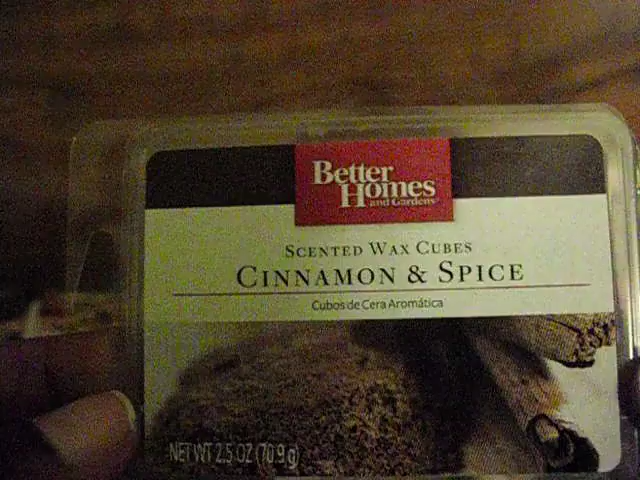 Better
Homes
and Gardens
SCENTED WAX CUBES
CINNAMON & SPICE
Cubos de Cera Aromática
NET WT 2.5 OZ (70.9 g)